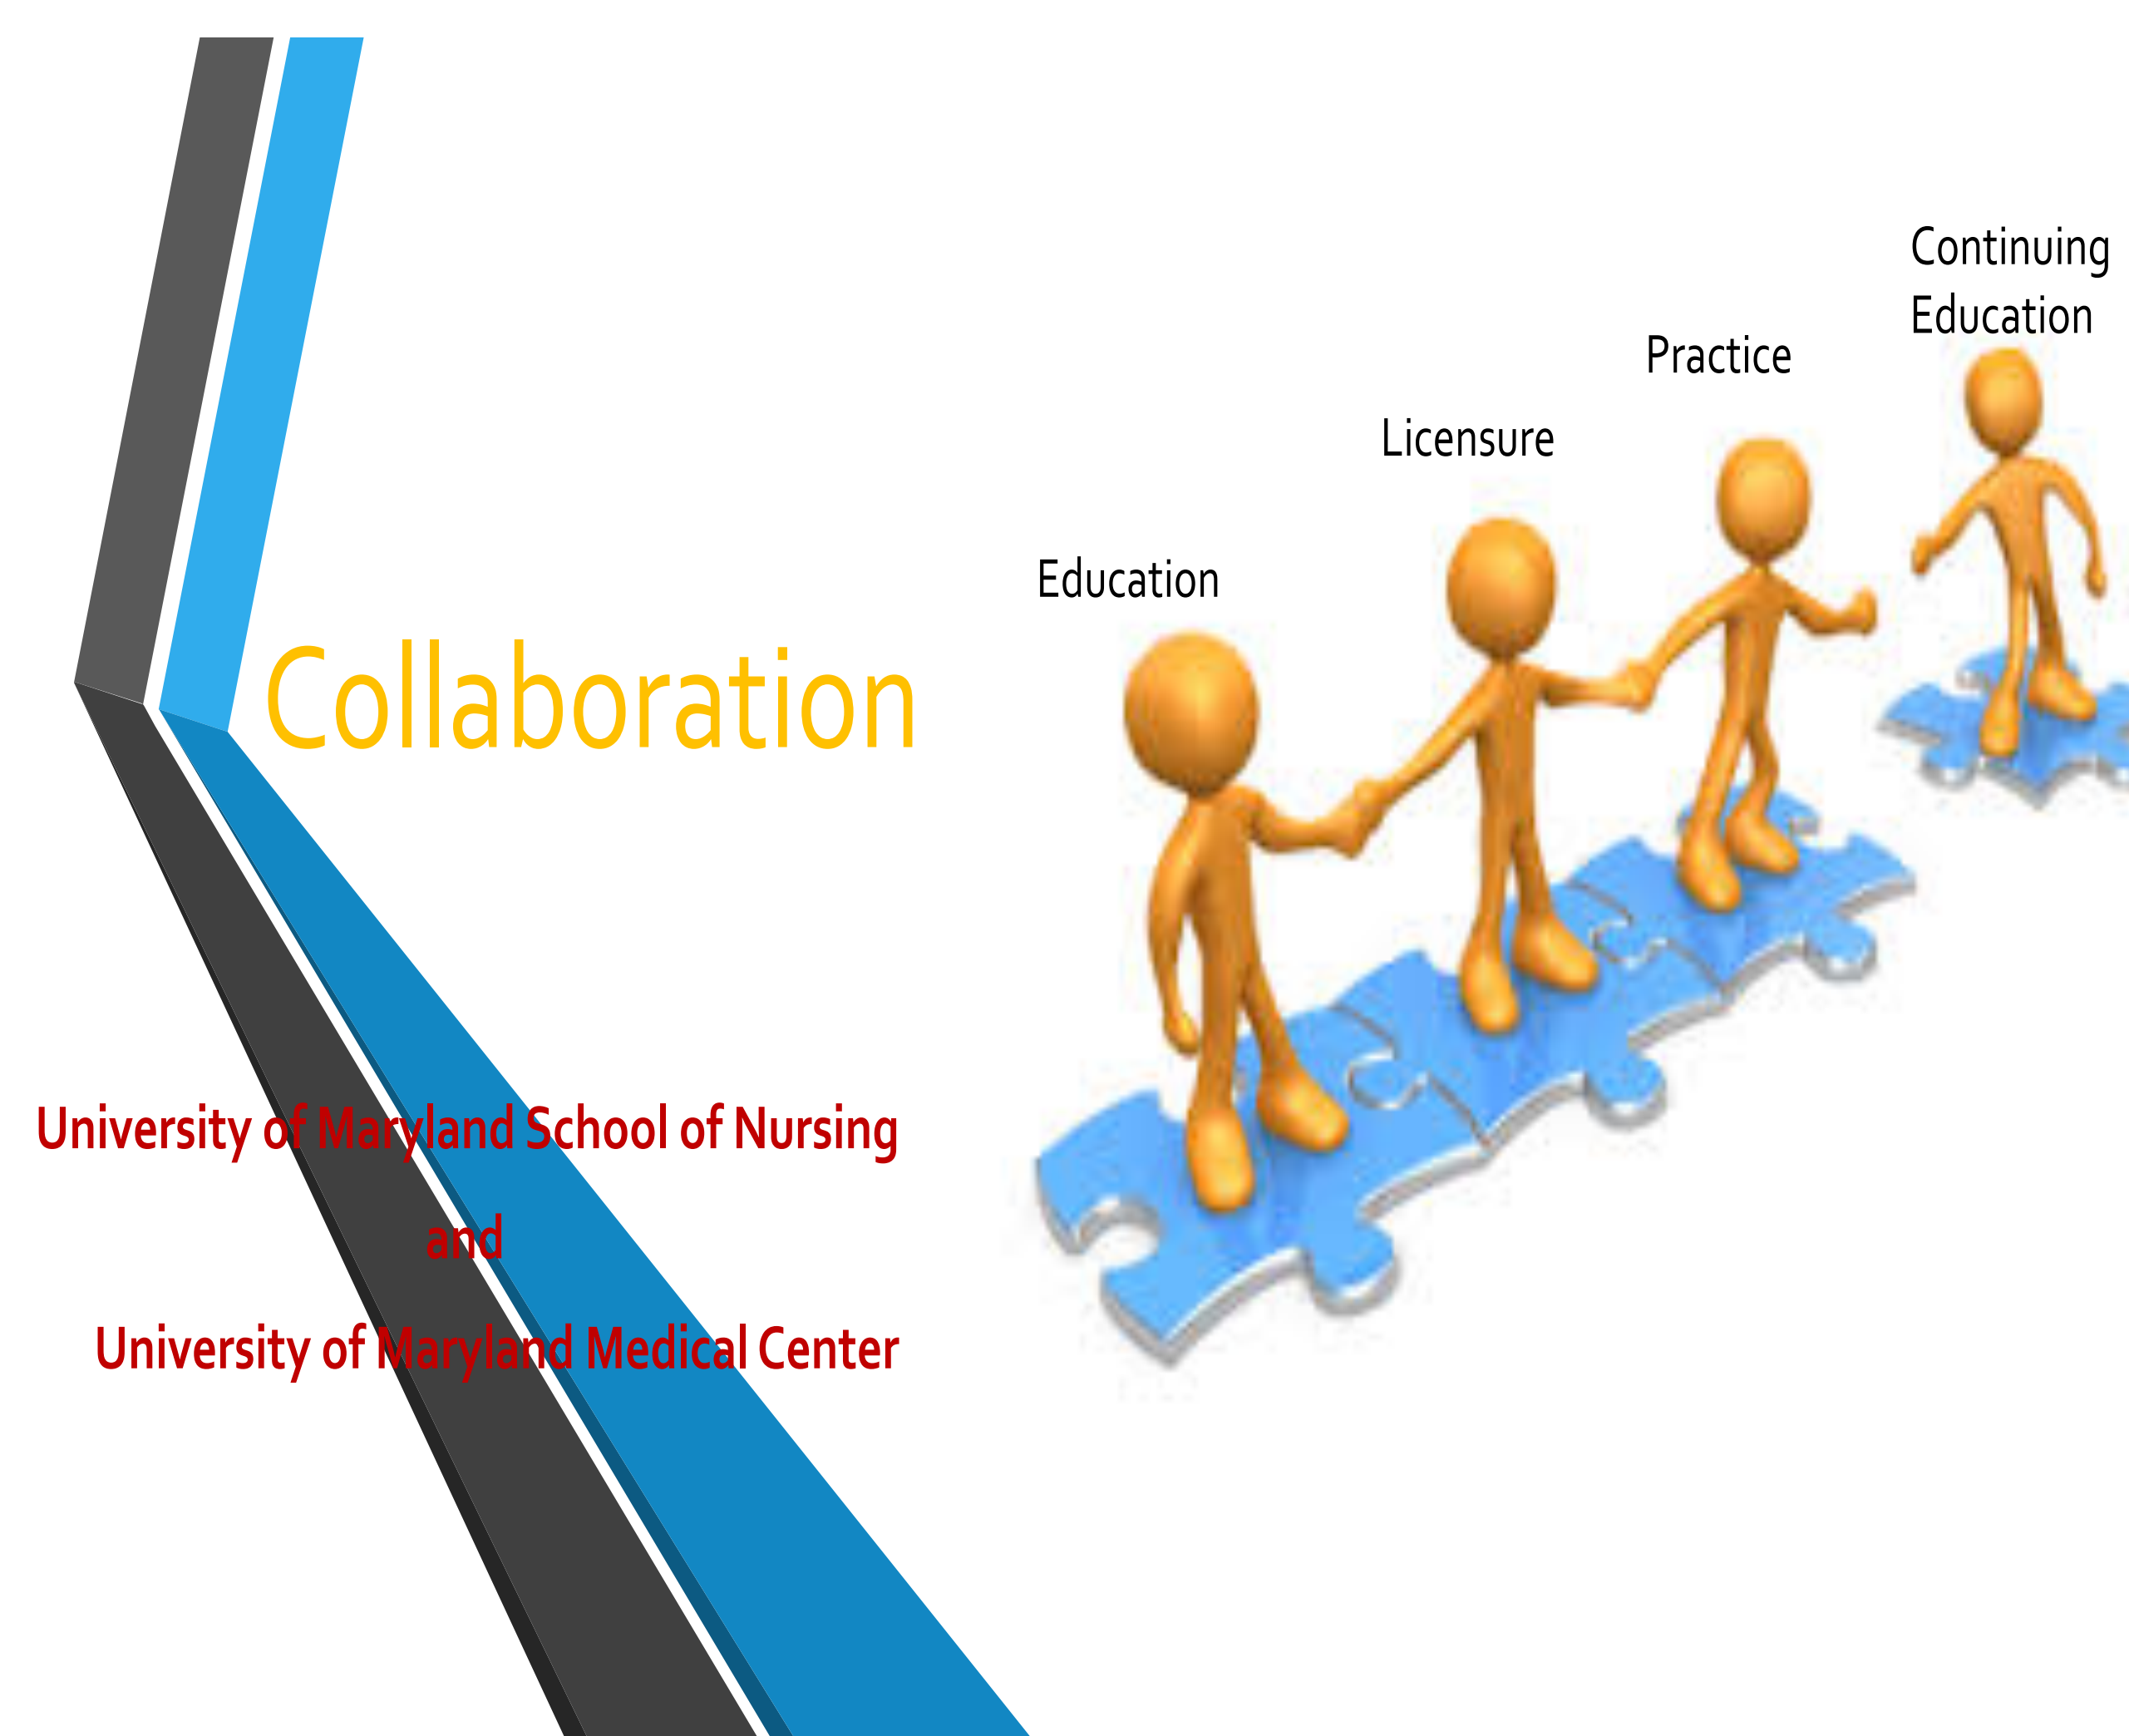 Collaboration
University of Maryland School of Nursing
and
University of Maryland Medical Center
Education
Licensure
Practice
Continuing
Education